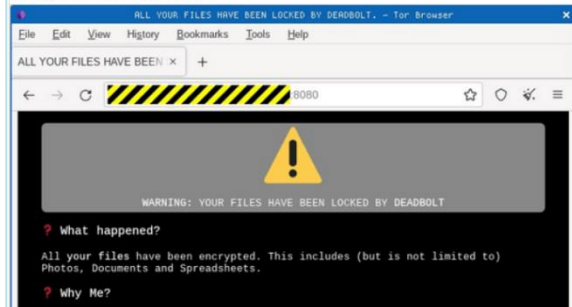 ALL YOUR FILES HAVE BEEN LOCKED BY DEADBOLT. - Tor Browser
File Edit View History Bookmarks Tools Help
ALL YOUR FILES HAVE BEEN
8080
WARNING: YOUR FILES HAVE BEEN LOCKED BY DEADBOLT
? What happened?
All your files have been encrypted. This includes (but is not limited to)
Photos, Documents and Spreadsheets.
? Why Me?